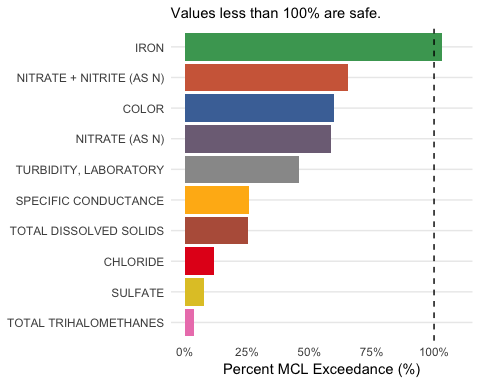 Values less than 100% are safe.
IRON
NITRATE + NITRITE (AS N)
COLOR
NITRATE (AS N)
TURBIDITY, LABORATORY
SPECIFIC CONDUCTANCE
TOTAL DISSOLVED SOLIDS
CHLORIDE
SULFATE
TOTAL TRIHALOMETHANES
0% 25% 50% 75% 100%
Percent MCL Exceedance (%)